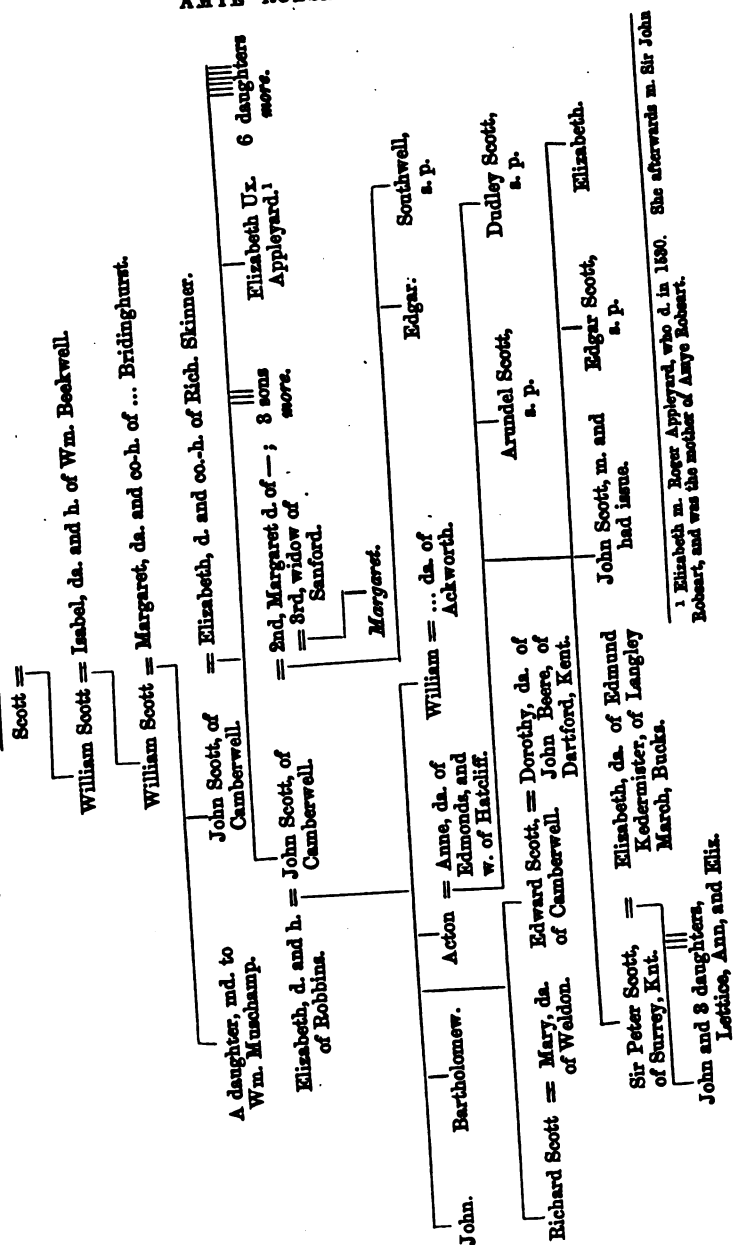 Scott =
William Scott = Isabel, da. and h. of Wm. Beekwell.
William Scott = Margaret, da. and co-h. of ... Bridinghurst.
A daughter, md. to
Wm. Muschamp.
John Scott, of
Camberwell.
= Elizabeth, d. and co.-h. of Rich. Skinner.
Elizabeth, d. and h.
of Robbins.
= John Scott, of
Camberwell.
= 2nd, Margaret d. of —;
= 3rd, widow of
Sanford.
8 sons
more.
Elizabeth Ux.
Appleyard.¹
6 daughters
more.
Margaret.
Edgar.
Southwell,
s. p.
John.
Bartholomew.
Acton = Anne, da. of
Edmonds, and
w. of Hatcliff.
William = ... da. of
Ackworth.
Arundel Scott,
s. p.
Dudley Scott,
s. p.
Richard Scott = Mary, da.
of Weldon.
Edward Scott, = Dorothy, da. of
of Camberwell. John Beere, of
Dartford, Kent.
John Scott, m. and
had issue.
Edgar Scott,
s. p.
Elizabeth.
Sir Peter Scott, =
of Surrey, Knt.
Elizabeth, da. of Edmund
Kedermister, of Langley
March, Bucks.
John and 3 daughters,
Lettice, Ann, and Eliz.
¹ Elizabeth m. Roger Appleyard, who d. in 1530. She afterwards m. Sir John
Robsart, and was the mother of Amye Robsart.